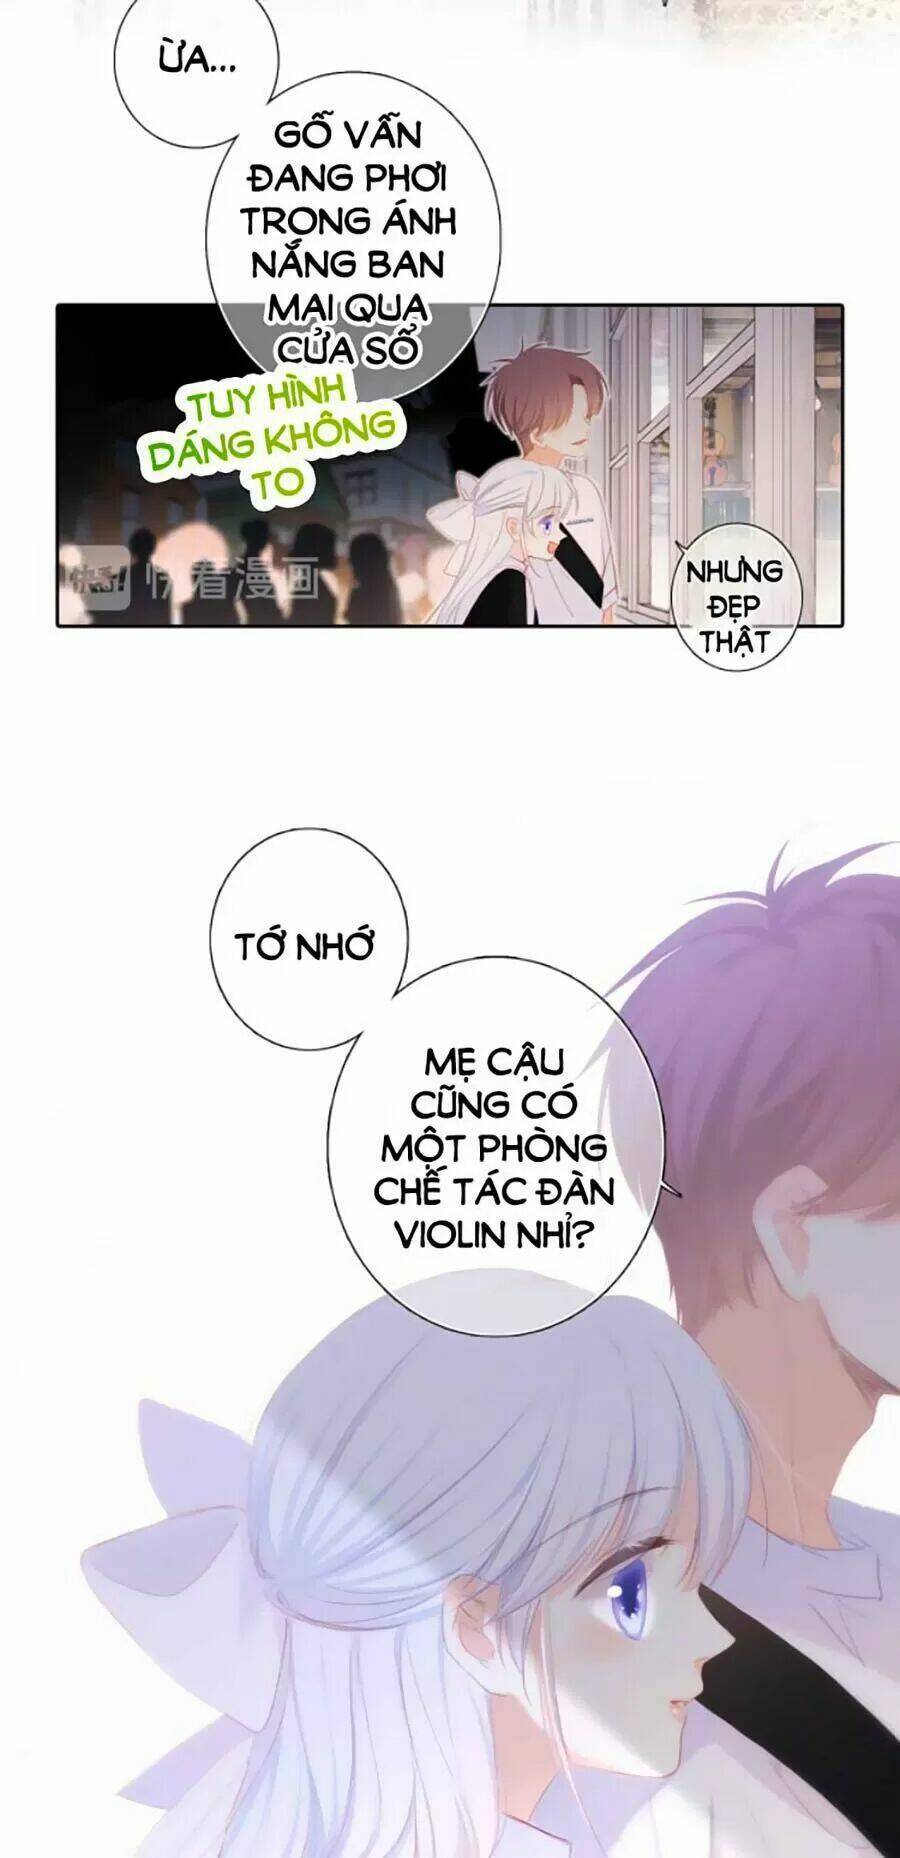 ỪA...
GỖ VẪN
ĐANG PHƠI
TRONG ÁNH
NẮNG BAN
MAI QUA
CỬA SỔ
TUY HÌNH
DÁNG KHÔNG
TO
快看漫画
NHƯNG
ĐẸP
THẬT
TỚ NHỚ
MẸ CẬU
CŨNG CÓ
MỘT PHÒNG
CHẾ TÁC ĐÀN
VIOLIN NHỈ?